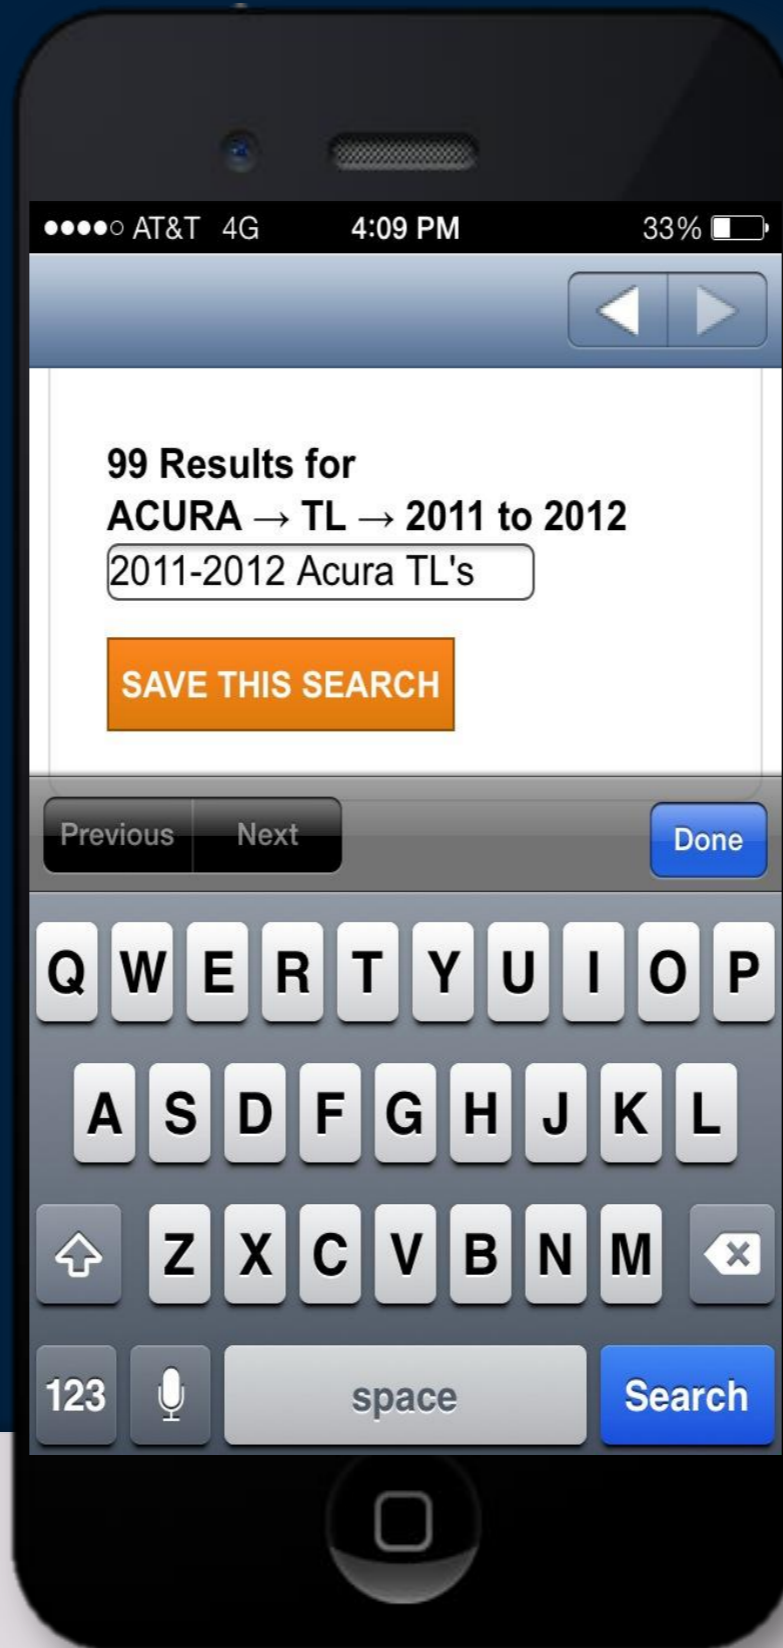 AT&T 4G 4:09 PM 33%
99 Results for
ACURA → TL → 2011 to 2012
2011-2012 Acura TL's
SAVE THIS SEARCH
Previous Next Done
Q W E R T Y U I O P
A S D F G H J K L
Z X C V B N M
123 space Search